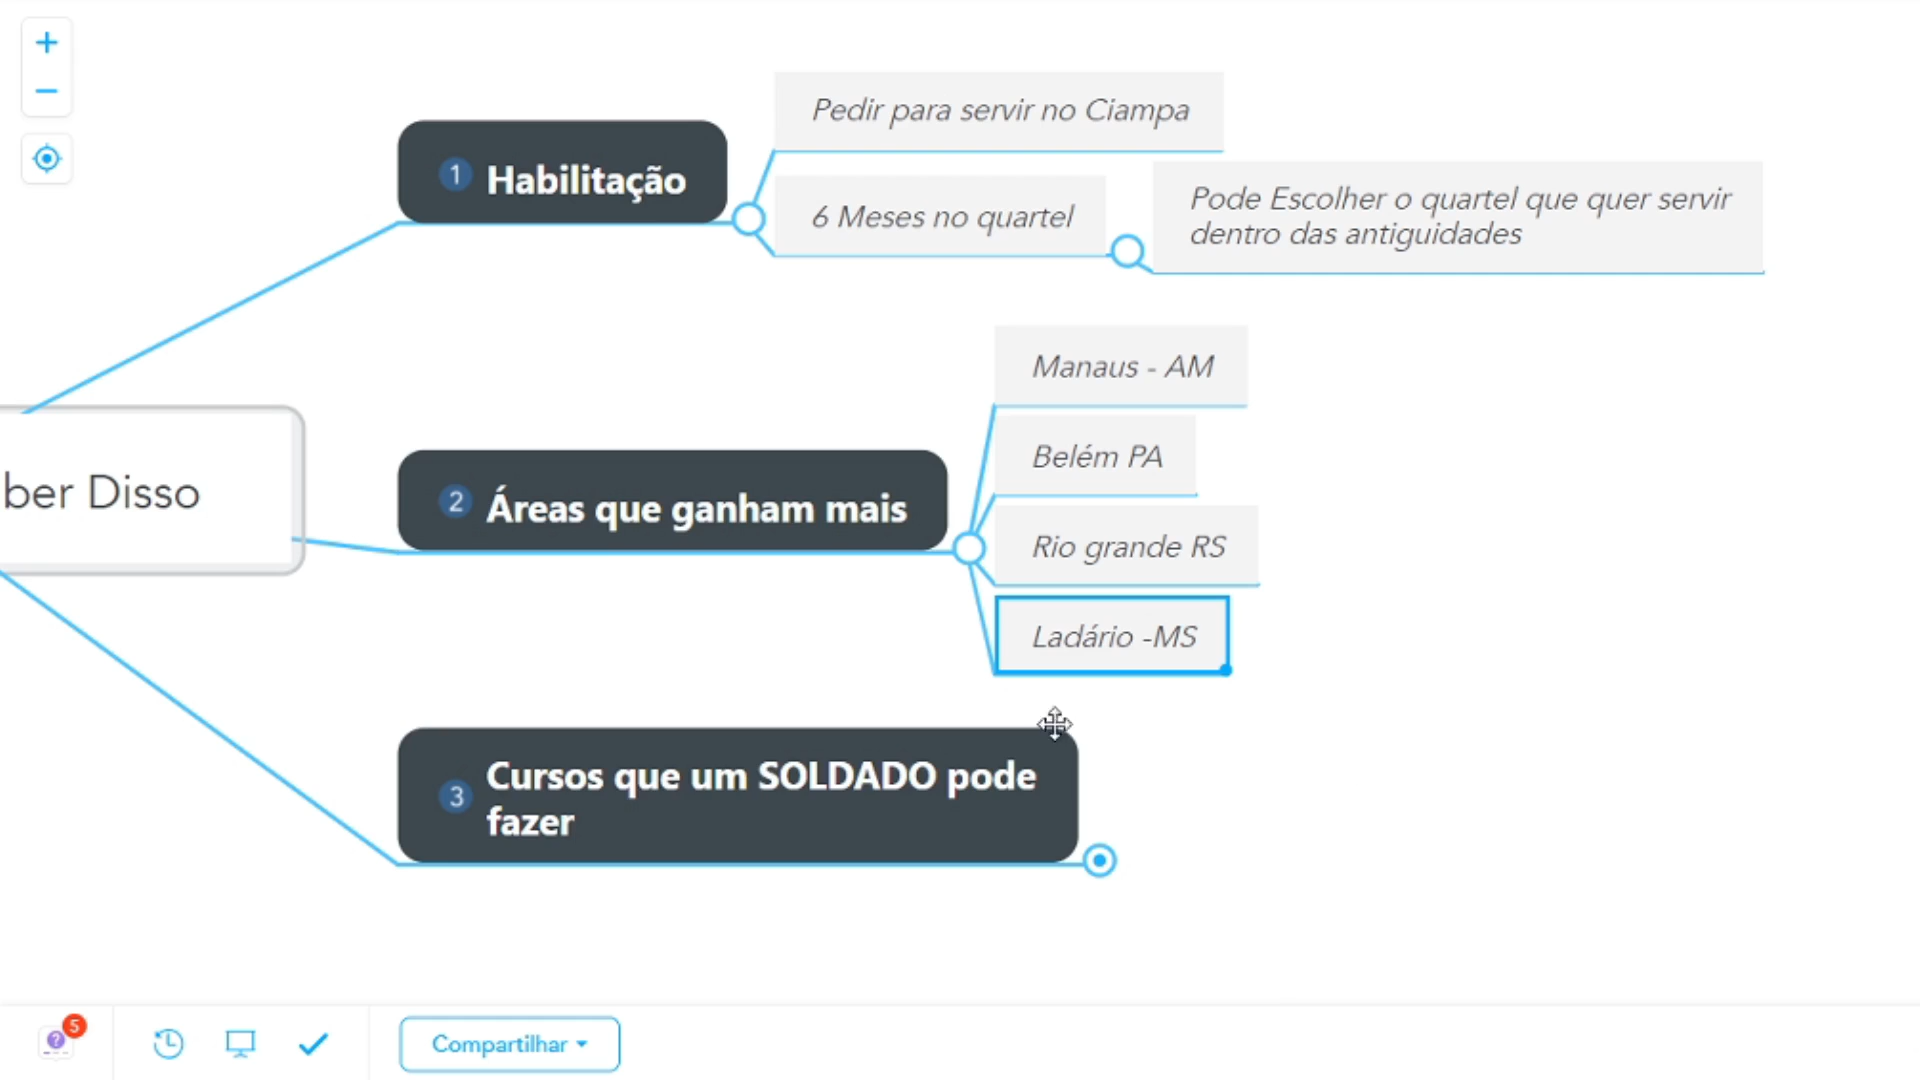 Pedir para servir no Ciampa
1 Habilitação
6 Meses no quartel
Pode Escolher o quartel que quer servir
dentro das antiguidades
Manaus - AM
Belém PA
ber Disso
2 Áreas que ganham mais
Rio grande RS
Ladário -MS
3 Cursos que um SOLDADO pode
fazer
5
?
Compartilhar